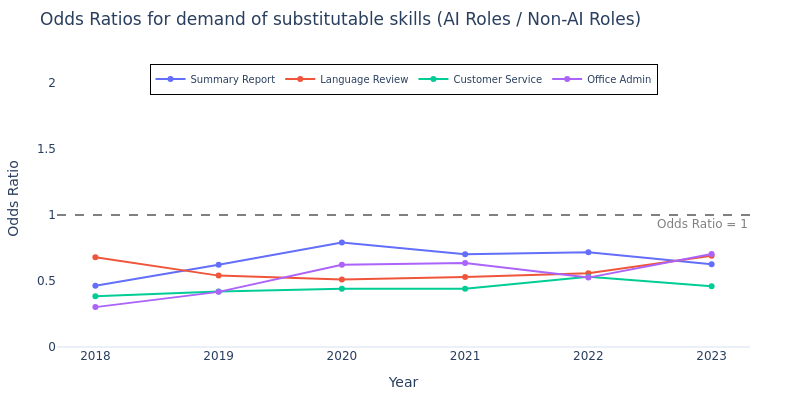 Odds Ratios for demand of substitutable skills (AI Roles / Non-AI Roles)
Summary Report Language Review Customer Service Office Admin
2
1.5
1
Odds Ratio = 1
0.5
0
Odds Ratio
2018 2019 2020 2021 2022 2023
Year